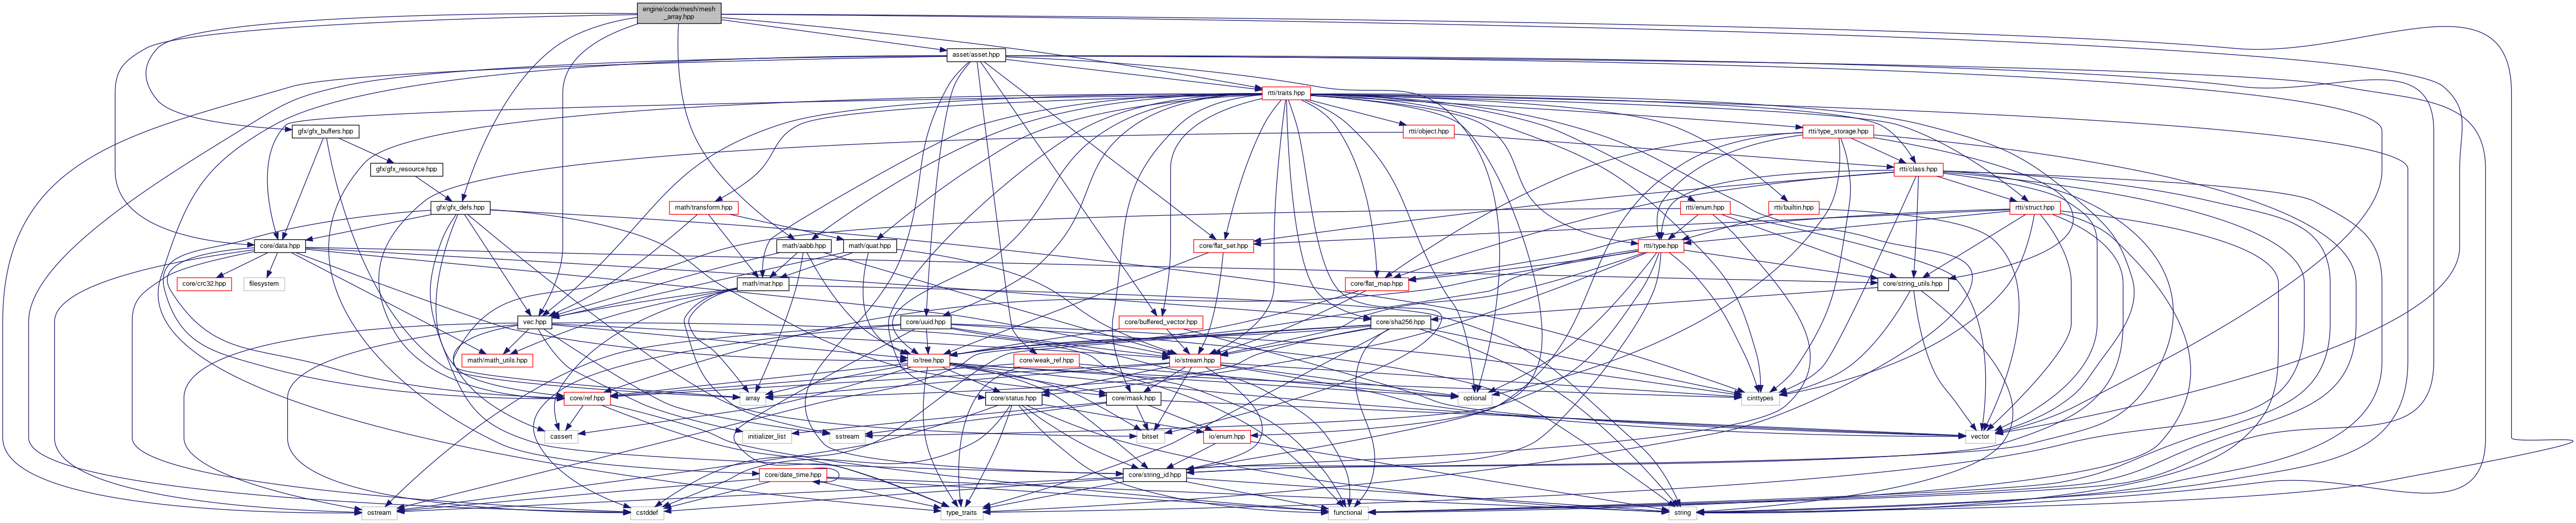 engine/code/mesh/mesh
_array.hpp
asset/asset.hpp
rtti/traits.hpp
gfx/gfx_buffers.hpp
rtti/object.hpp
rtti/type_storage.hpp
gfx/gfx_resource.hpp
rtti/class.hpp
gfx/gfx_defs.hpp
math/transform.hpp
rtti/enum.hpp
rtti/builtin.hpp
rtti/struct.hpp
core/data.hpp
math/aabb.hpp
math/quat.hpp
core/flat_set.hpp
rtti/type.hpp
core/crc32.hpp
filesystem
math/mat.hpp
core/flat_map.hpp
core/string_utils.hpp
vec.hpp
core/uuid.hpp
core/buffered_vector.hpp
core/sha256.hpp
math/math_utils.hpp
io/tree.hpp
core/weak_ref.hpp
io/stream.hpp
core/ref.hpp
array
core/status.hpp
core/mask.hpp
optional
cinttypes
cassert
initializer_list
sstream
bitset
io/enum.hpp
vector
core/date_time.hpp
core/string_id.hpp
ostream
cstddef
type_traits
functional
string